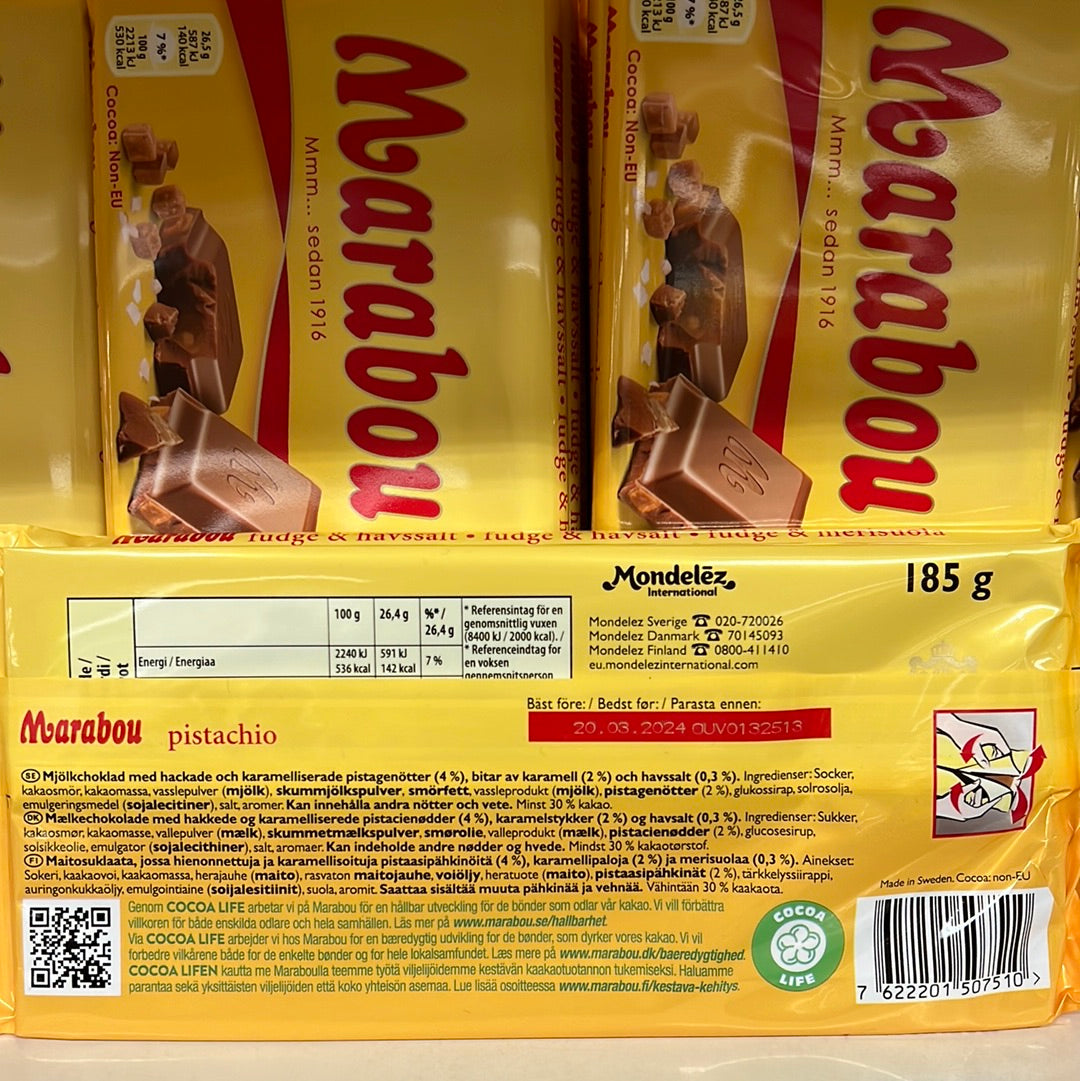 26,5 g
587 kJ
140 kcal
7 %*
100 g
2213 kJ
530 kcal
Cocoa: Non-EU
Mmm... sedan 1916
Marabou
Cocoa: Non-EU
Mmm... sedan 1916
Marabou
Marabou fudge & havssalt • fudge & havsalt • fudge & merisuola
Mondelēz,
International
185 g
100 g 26,4 g %*/
26,4 g
Energi / Energiaa 2240 kJ 591 kJ 7 %
536 kcal 142 kcal
* Referensintag för en
genomsnittlig vuxen
(8400 kJ / 2000 kcal). /
* Referenceindtag for
en voksen
gennemsnitsperson
Mondelez Sverige ☎ 020-720026
Mondelez Danmark ☎ 70145093
Mondelez Finland ☎ 0800-411410
eu.mondelezinternational.com
Marabou pistachio
Bäst före: / Bedst før: / Parasta ennen:
20.03.2024 OUV0132513
SE Mjölkchoklad med hackade och karamelliserade pistagenötter (4 %), bitar av karamell (2 %) och havssalt (0,3 %). Ingredienser: Socker,
kakaosmör, kakaomassa, vasslepulver (mjölk), skummjölkspulver, smörfett, vassleprodukt (mjölk), pistagenötter (2 %), glukossirap, solrosolja,
emulgeringsmedel (sojalecitiner), salt, aromer. Kan innehålla andra nötter och vete. Minst 30 % kakao.
DK Mælkechokolade med hakkede og karamelliserede pistacienødder (4 %), karamelstykker (2 %) og havsalt (0,3 %). Ingredienser: Sukker,
kakaosmør, kakaomasse, vallepulver (mælk), skummetmælkspulver, smørolie, valleprodukt (mælk), pistacienødder (2 %), glucosesirup,
solsikkeolie, emulgator (sojalecithiner), salt, aromaer. Kan indeholde andre nødder og hvede. Mindst 30 % kakaotørstof.
FI Maitosuklaata, jossa hienonnettuja ja karamellisoituja pistaasipähkinöitä (4 %), karamellipaloja (2 %) ja merisuolaa (0,3 %). Ainekset:
Sokeri, kaakaovoi, kaakaomassa, herajauhe (maito), rasvaton maitojauhe, voiöljy, heratuote (maito), pistaasipähkinät (2 %), tärkkelyssiirappi,
auringonkukkaöljy, emulgointiaine (soijalesitiinit), suola, aromit. Saattaa sisältää muuta pähkinää ja vehnää. Vähintään 30 % kaakaota.
Made in Sweden. Cocoa: non-EU
Genom COCOA LIFE arbetar vi på Marabou för en hållbar utveckling för de bönder som odlar vår kakao. Vi vill förbättra
villkoren för både enskilda odlare och hela samhällen. Läs mer på www.marabou.se/hallbarhet.
Via COCOA LIFE arbejder vi hos Marabou for en bæredygtig udvikling for de bønder, som dyrker vores kakao. Vi vil
forbedre vilkårene både for de enkelte bønder og for hele lokalsamfundet. Læs mere på www.marabou.dk/baeredygtighed.
COCOA LIFEN kautta me Maraboulla teemme työtä viljelijöidemme kestävän kaakaotuotannon tukemiseksi. Haluamme
parantaa sekä yksittäisten viljelijöiden että koko yhteisön asemaa. Lue lisää osoitteessa www.marabou.fi/kestava-kehitys.
COCOA
LIFE
7 622201 507510 >